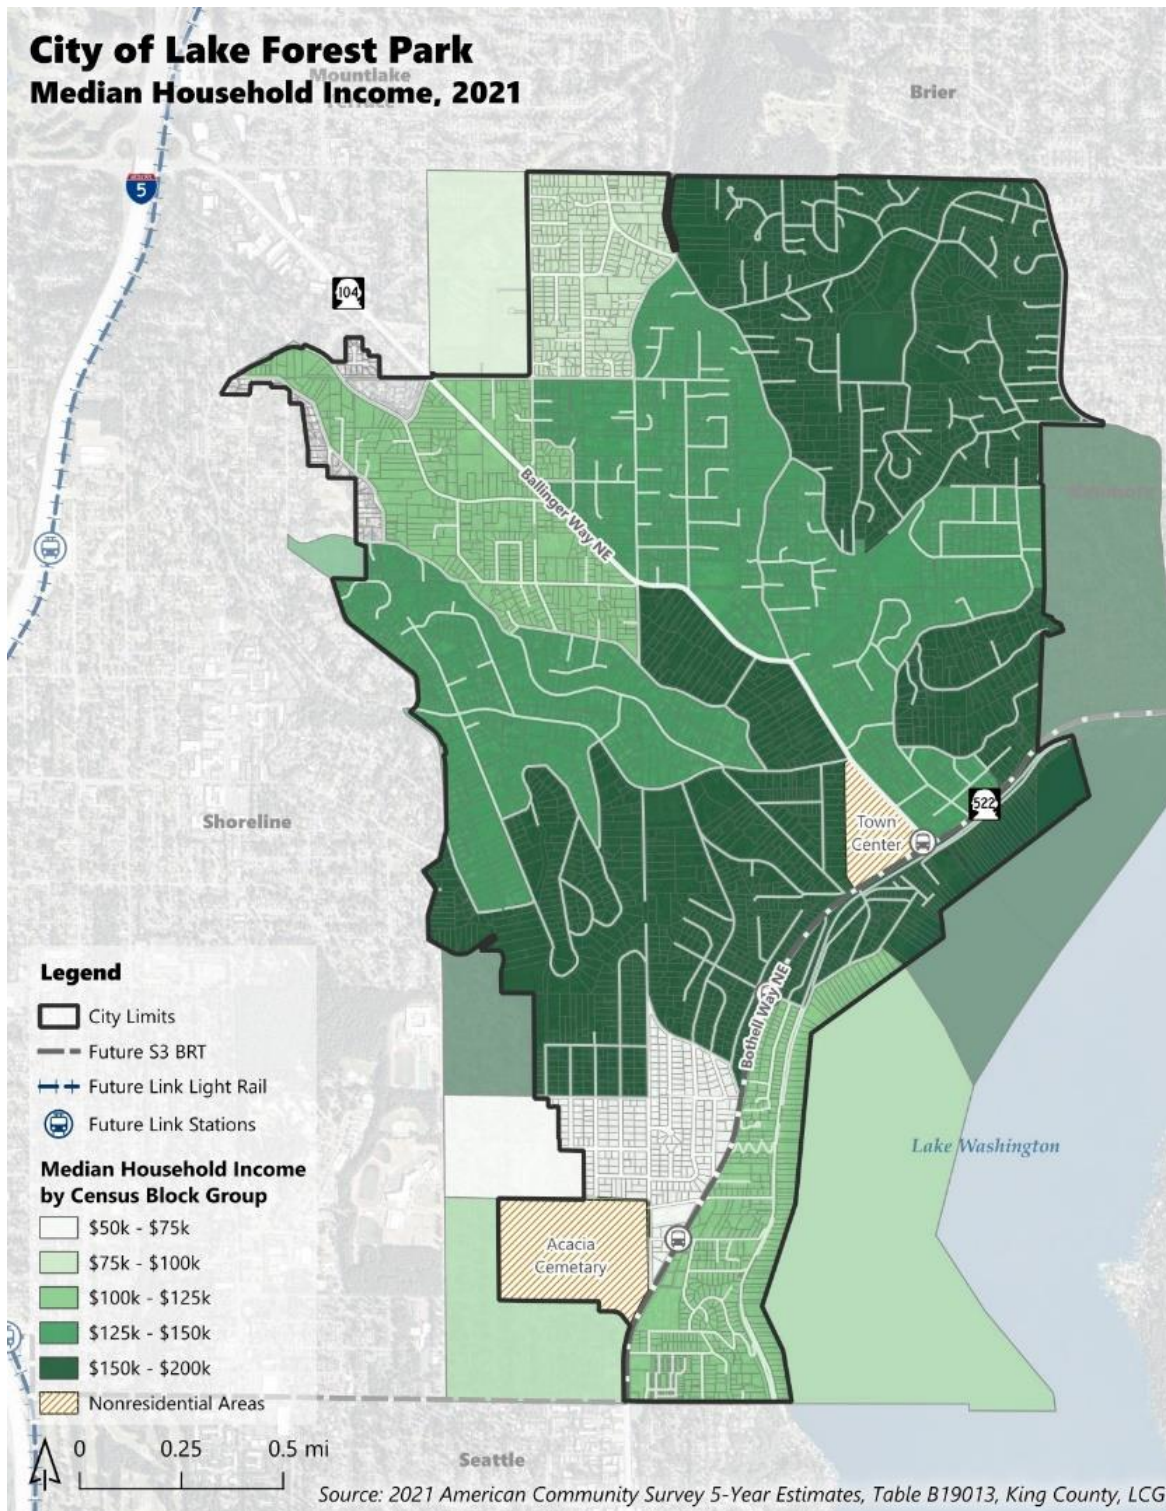 City of Lake Forest Park
Median Household Income, 2021
Mountlake
Terrace
Brier
5
104
Ballinger Way NE
Shoreline
Town
Center
522
Bothell Way NE
Lake Washington
Acacia
Cemetary
Legend
City Limits
Future S3 BRT
Future Link Light Rail
Future Link Stations
Median Household Income
by Census Block Group
$50k - $75k
$75k - $100k
$100k - $125k
$125k - $150k
$150k - $200k
Nonresidential Areas
0 0.25 0.5 mi
Seattle
Source: 2021 American Community Survey 5-Year Estimates, Table B19013, King County, LCG